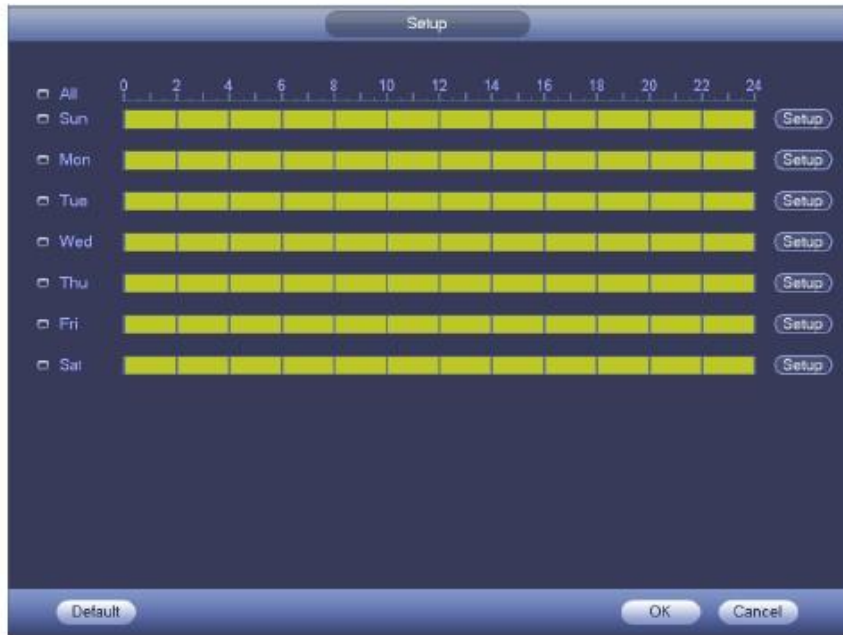 Setup
All 0 2 4 6 8 10 12 14 16 18 20 22 24
Sun Setup
Mon Setup
Tue Setup
Wed Setup
Thu Setup
Fri Setup
Sat Setup
Default OK Cancel